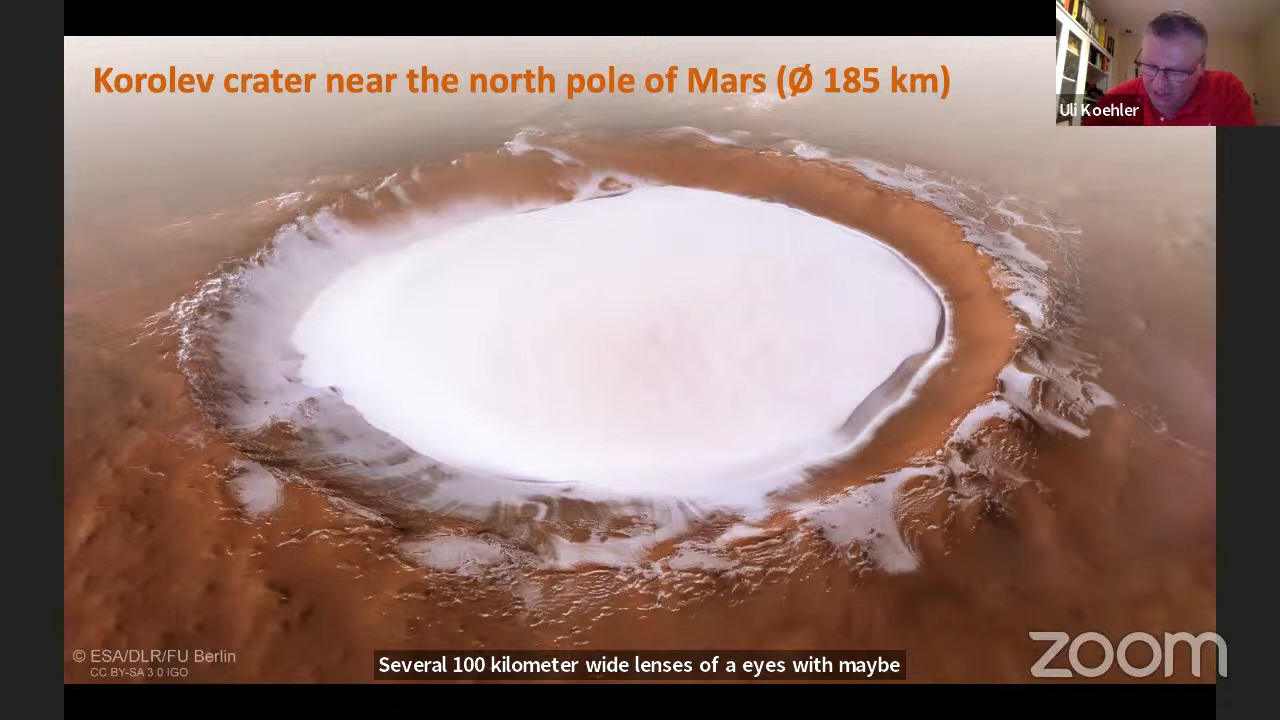 Korolev crater near the north pole of Mars (Ø 185 km)
Uli Koehler
© ESA/DLR/FU Berlin
CC BY-SA 3.0 IGO
Several 100 kilometer wide lenses of a eyes with maybe
zoom